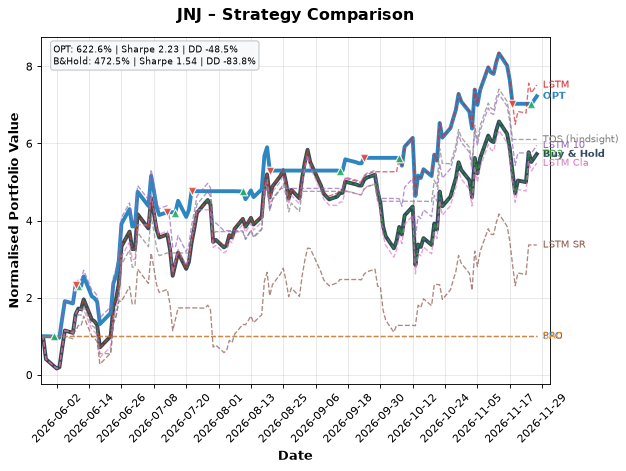 JNJ – Strategy Comparison
OPT: 622.6% | Sharpe 2.23 | DD -48.5%
B&Hold: 472.5% | Sharpe 1.54 | DD -83.8%
Normalised Portfolio Value
8
6
4
2
0
LSTM
OPT
TOS (hindsight)
LSTM 10
Buy & Hold
LSTM Cla
LSTM SR
2026-06-02
2026-06-14
2026-06-26
2026-07-08
2026-07-20
2026-08-01
2026-08-13
2026-08-25
2026-09-06
2026-09-18
2026-09-30
2026-10-12
2026-10-24
2026-11-05
2026-11-17
2026-11-29
Date